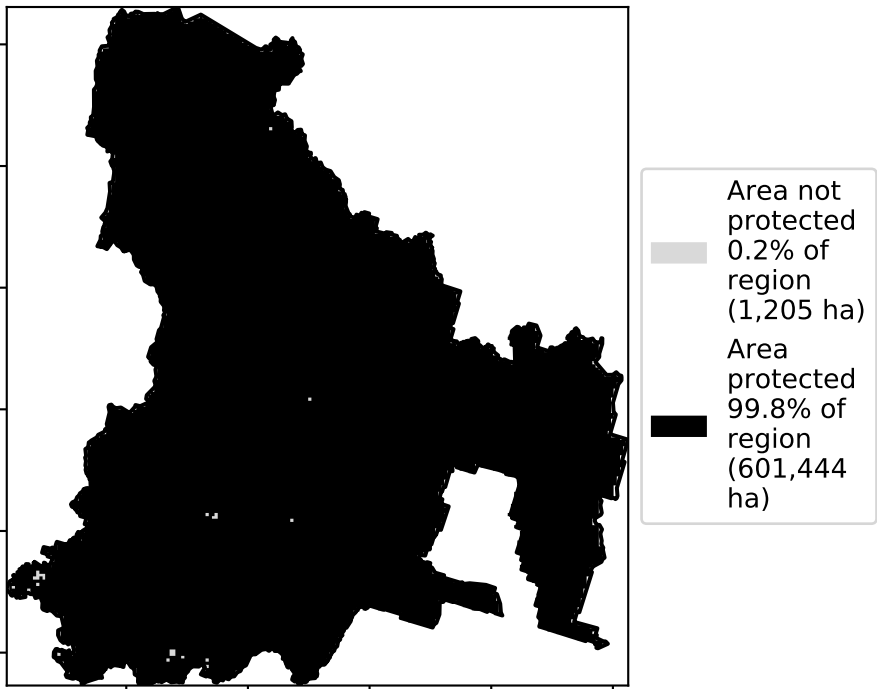 Area not
protected
0.2% of
region
(1,205 ha)
Area
protected
99.8% of
region
(601,444
ha)